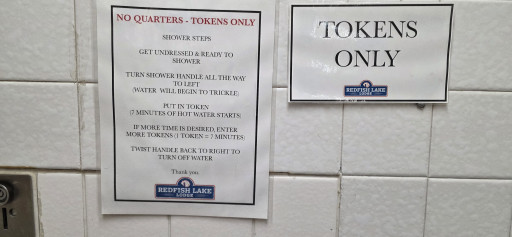 NO QUARTERS - TOKENS ONLY
SHOWER STEPS
GET UNDRESSED & READY TO
SHOWER
TURN SHOWER HANDLE ALL THE WAY
TO LEFT
(WATER WILL BEGIN TO TRICKLE)
PUT IN TOKEN
(7 MINUTES OF HOT WATER STARTS)
IF MORE TIME IS DESIRED, ENTER
MORE TOKENS (1 TOKEN = 7 MINUTES)
TWIST HANDLE BACK TO RIGHT TO
TURN OFF WATER
Thank you
REDFISH LAKE
LODGE
TOKENS
ONLY
REDFISH LAKE
LODGE